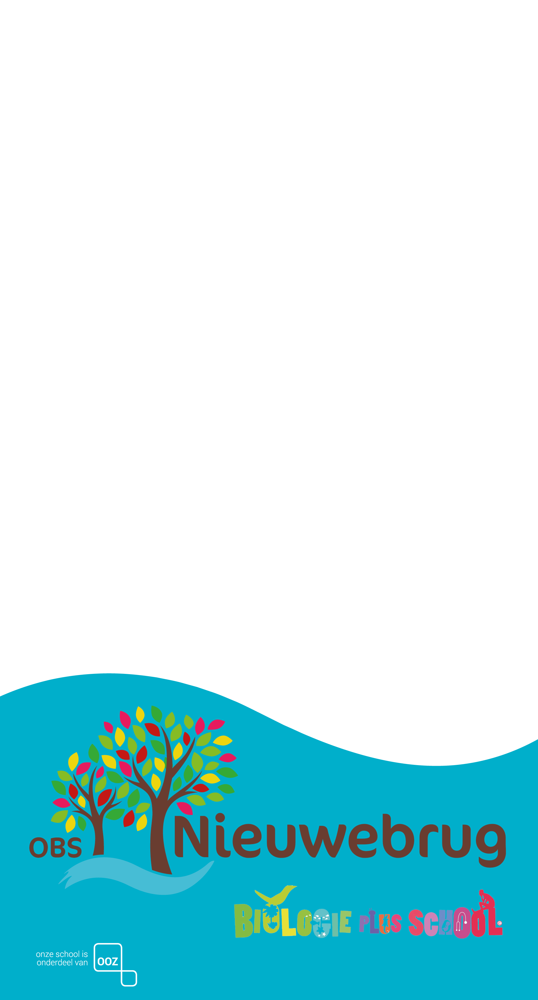 OBS Nieuwebrug
BIOLOGIE PLUS SCHOOL©
onze school is
onderdeel van
OOZ